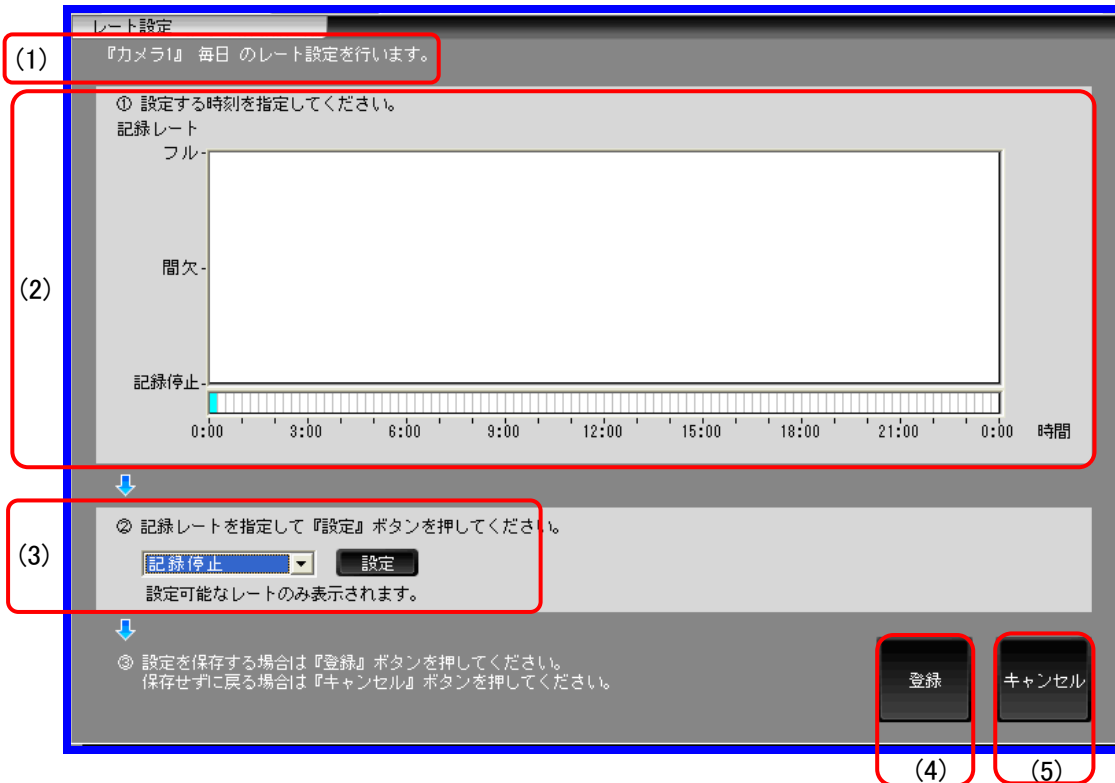 レート設定
(1)
『カメラ1』 毎日 のレート設定を行います。
① 設定する時刻を指定してください。
記録レート
フル
(2)
間欠
記録停止
0:00 3:00 6:00 9:00 12:00 15:00 18:00 21:00 0:00 時間
(3)
② 記録レートを指定して『設定』ボタンを押してください。
記録停止 設定
設定可能なレートのみ表示されます。
③ 設定を保存する場合は『登録』ボタンを押してください。
保存せずに戻る場合は『キャンセル』ボタンを押してください。
登録 キャンセル
(4) (5)